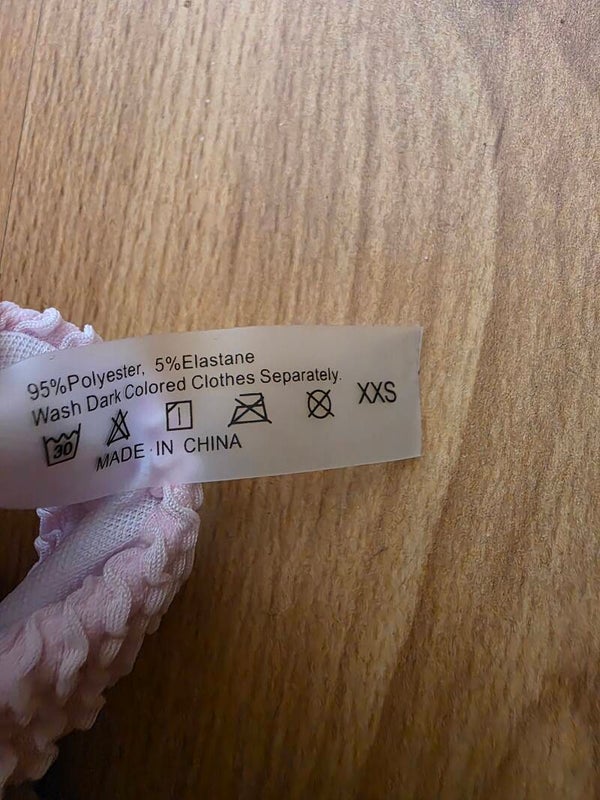 95%Polyester, 5%Elastane
Wash Dark Colored Clothes Separately.
30 XXS
MADE IN CHINA